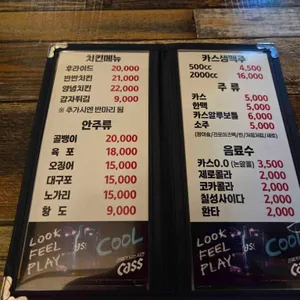 치킨메뉴
후라이드 20,000
반반치킨 21,000
양념치킨 22,000
감자튀김 9,000
※ 추가시엔 반마리 됨
안주류
골뱅이 20,000
육 포 18,000
오징어 15,000
대구포 15,000
노가리 15,000
황 도 9,000
LOOK
FEEL
PLAY
COOL
cass
카스생맥주
500cc 4,500
2000cc 16,000
주 류
카스 5,000
한맥 5,000
카스알루보틀 6,000
소주 5,000
음료수
카스0.0 (논알콜) 3,500
제로콜라 2,000
코카콜라 2,000
칠성사이다 2,000
환타 2,000
LOOK
FEEL
PLAY
COOL
cass